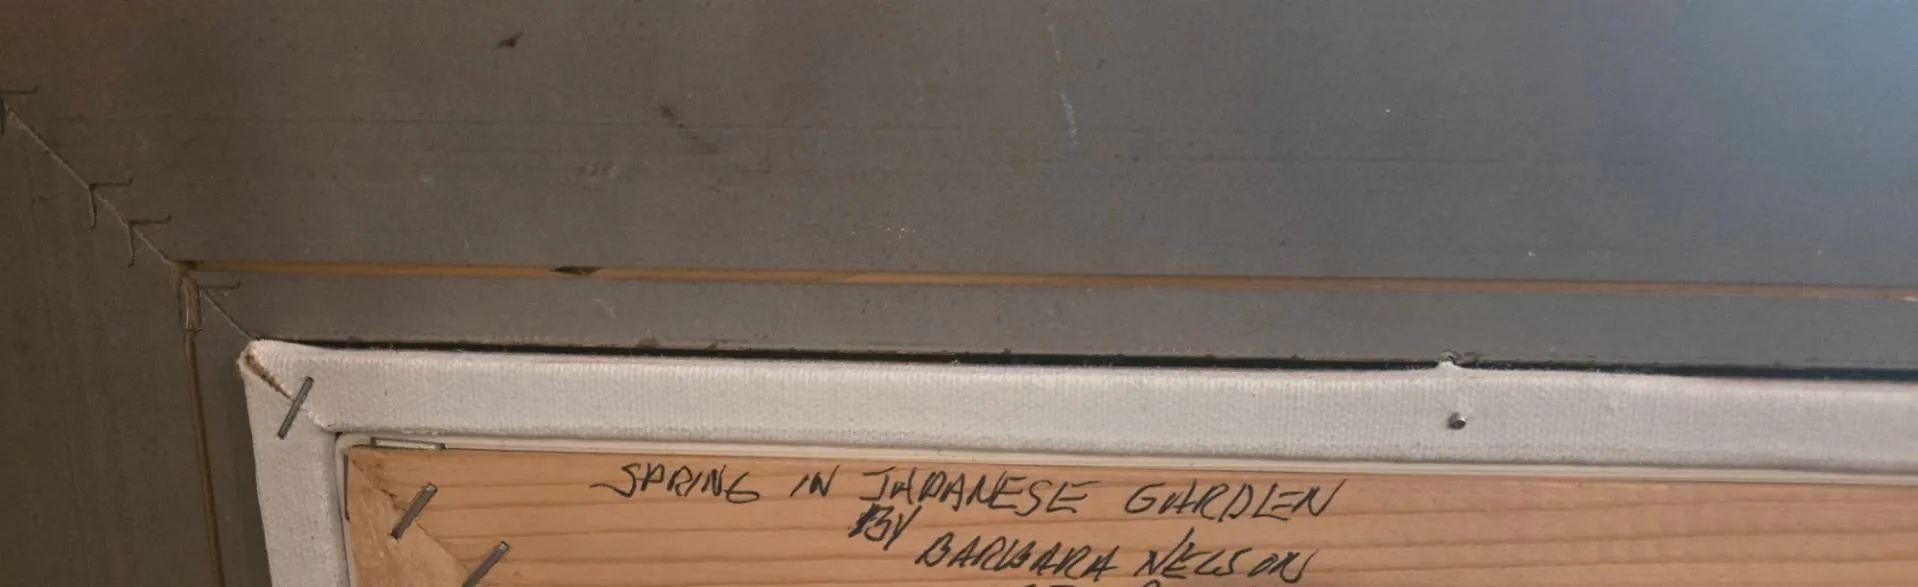 SPRING IN JAPANESE GARDEN
BY
BARBARA NELSON